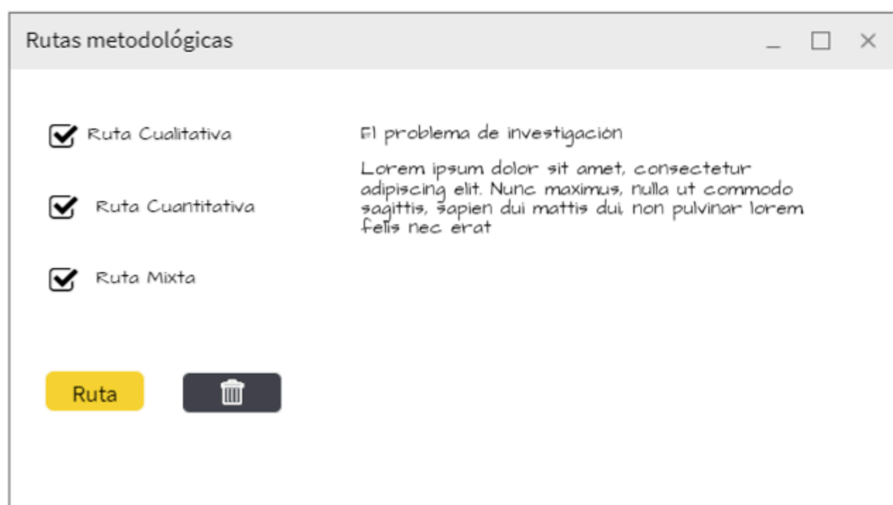 Rutas metodológicas
Ruta Cualitativa
Ruta Cuantitativa
Ruta Mixta
El problema de investigación
Lorem ipsum dolor sit amet, consectetur
adipiscing elit. Nunc maximus, nulla ut commodo
sagittis, sapien dui mattis dui, non pulvinar lorem
felis nec erat
Ruta